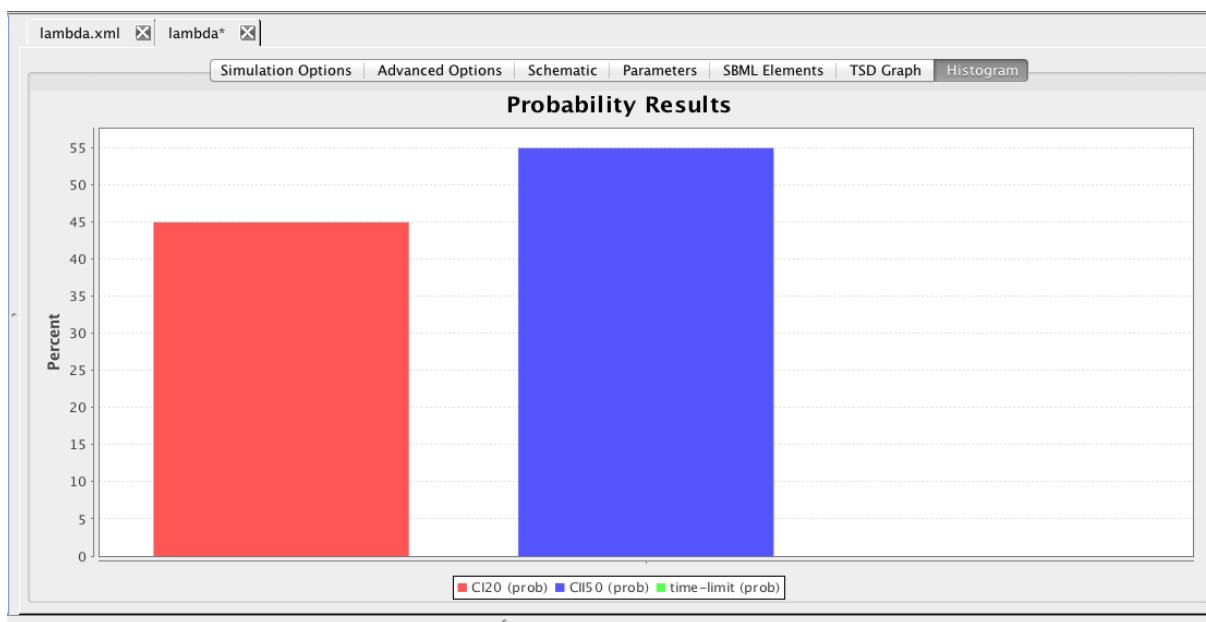 lambda.xml lambda*
Simulation Options Advanced Options Schematic Parameters SBML Elements TSD Graph Histogram
Probability Results
55
50
45
40
35
30
25
20
15
10
5
0
Percent
CI20 (prob) CII50 (prob) time-limit (prob)